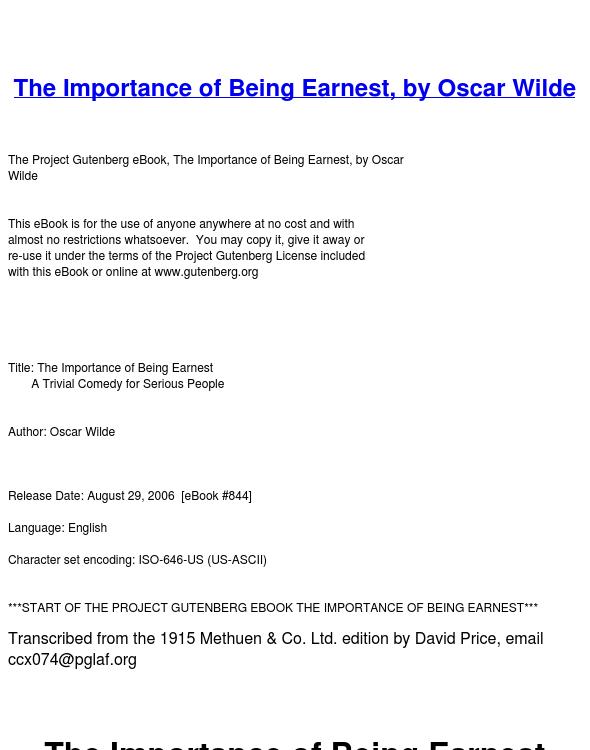 The Importance of Being Earnest, by Oscar Wilde
The Project Gutenberg eBook, The Importance of Being Earnest, by Oscar
Wilde
This eBook is for the use of anyone anywhere at no cost and with
almost no restrictions whatsoever.  You may copy it, give it away or
re-use it under the terms of the Project Gutenberg License included
with this eBook or online at www.gutenberg.org
Title: The Importance of Being Earnest
A Trivial Comedy for Serious People
Author: Oscar Wilde
Release Date: August 29, 2006  [eBook #844]
Language: English
Character set encoding: ISO-646-US (US-ASCII)
***START OF THE PROJECT GUTENBERG EBOOK THE IMPORTANCE OF BEING EARNEST***
Transcribed from the 1915 Methuen & Co. Ltd. edition by David Price, email
ccx074@pglaf.org
The Importance of Being Earnest